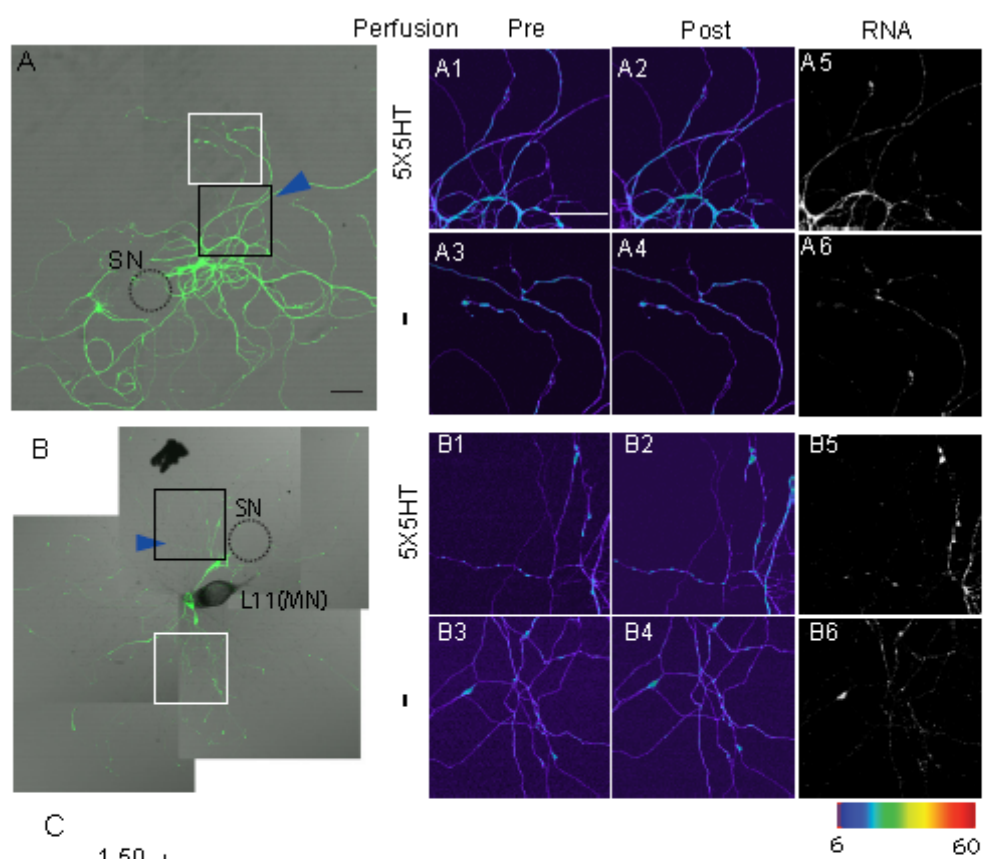 Perfusion Pre Post RNA
A
SN
5X5HT
A1 A2 A5
-
A3 A4 A6
B
SN
L11(MN)
5X5HT
B1 B2 B5
-
B3 B4 B6
6 60
C
1.50